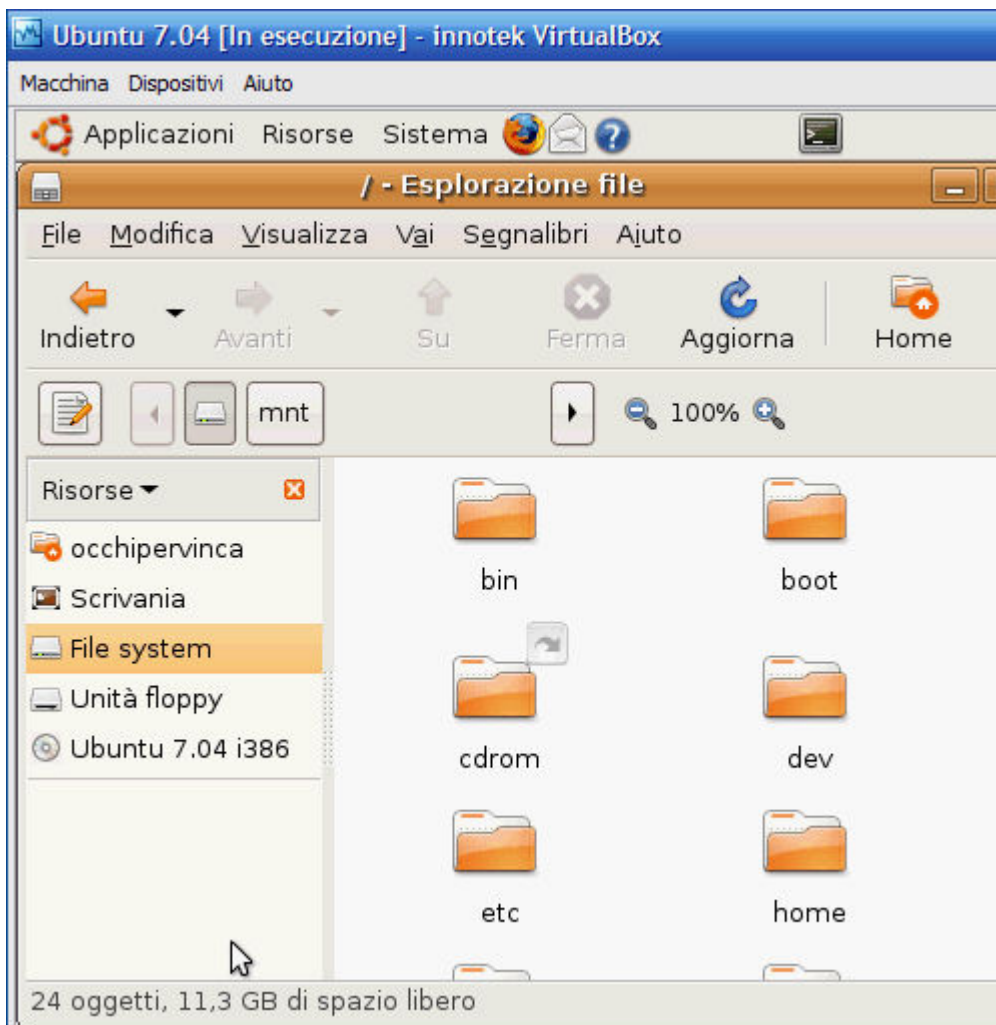 Ubuntu 7.04 [In esecuzione] - innotek VirtualBox
Macchina Dispositivi Aiuto
Applicazioni Risorse Sistema
/ - Esplorazione file
File Modifica Visualizza Vai Segnalibri Aiuto
Indietro Avanti Su Ferma Aggiorna Home
mnt 100%
Risorse
occhipervinca
Scrivania
File system
Unità floppy
Ubuntu 7.04 i386
bin boot
cdrom dev
etc home
24 oggetti, 11,3 GB di spazio libero